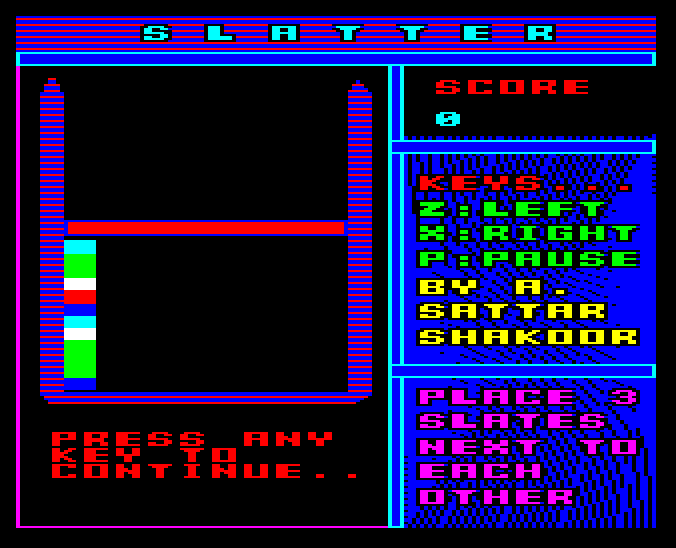 SLATTER
SCORE
0
KEYS...
Z:LEFT
X:RIGHT
P:PAUSE
BY A.
SATTAR
SHAKOOR
PLACE 3
SLATES
NEXT TO
EACH
OTHER
PRESS ANY
KEY TO
CONTINUE..